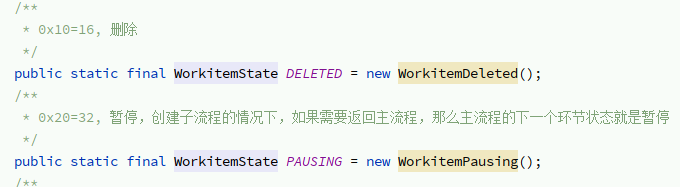 /**
* 0x10=16, 删除
*/
public static final WorkitemState DELETED = new WorkitemDeleted();
/**
* 0x20=32, 暂停，创建子流程的情况下，如果需要返回主流程，那么主流程的下一个环节状态就是暂停
*/
public static final WorkitemState PAUSING = new WorkitemPausing();
/**